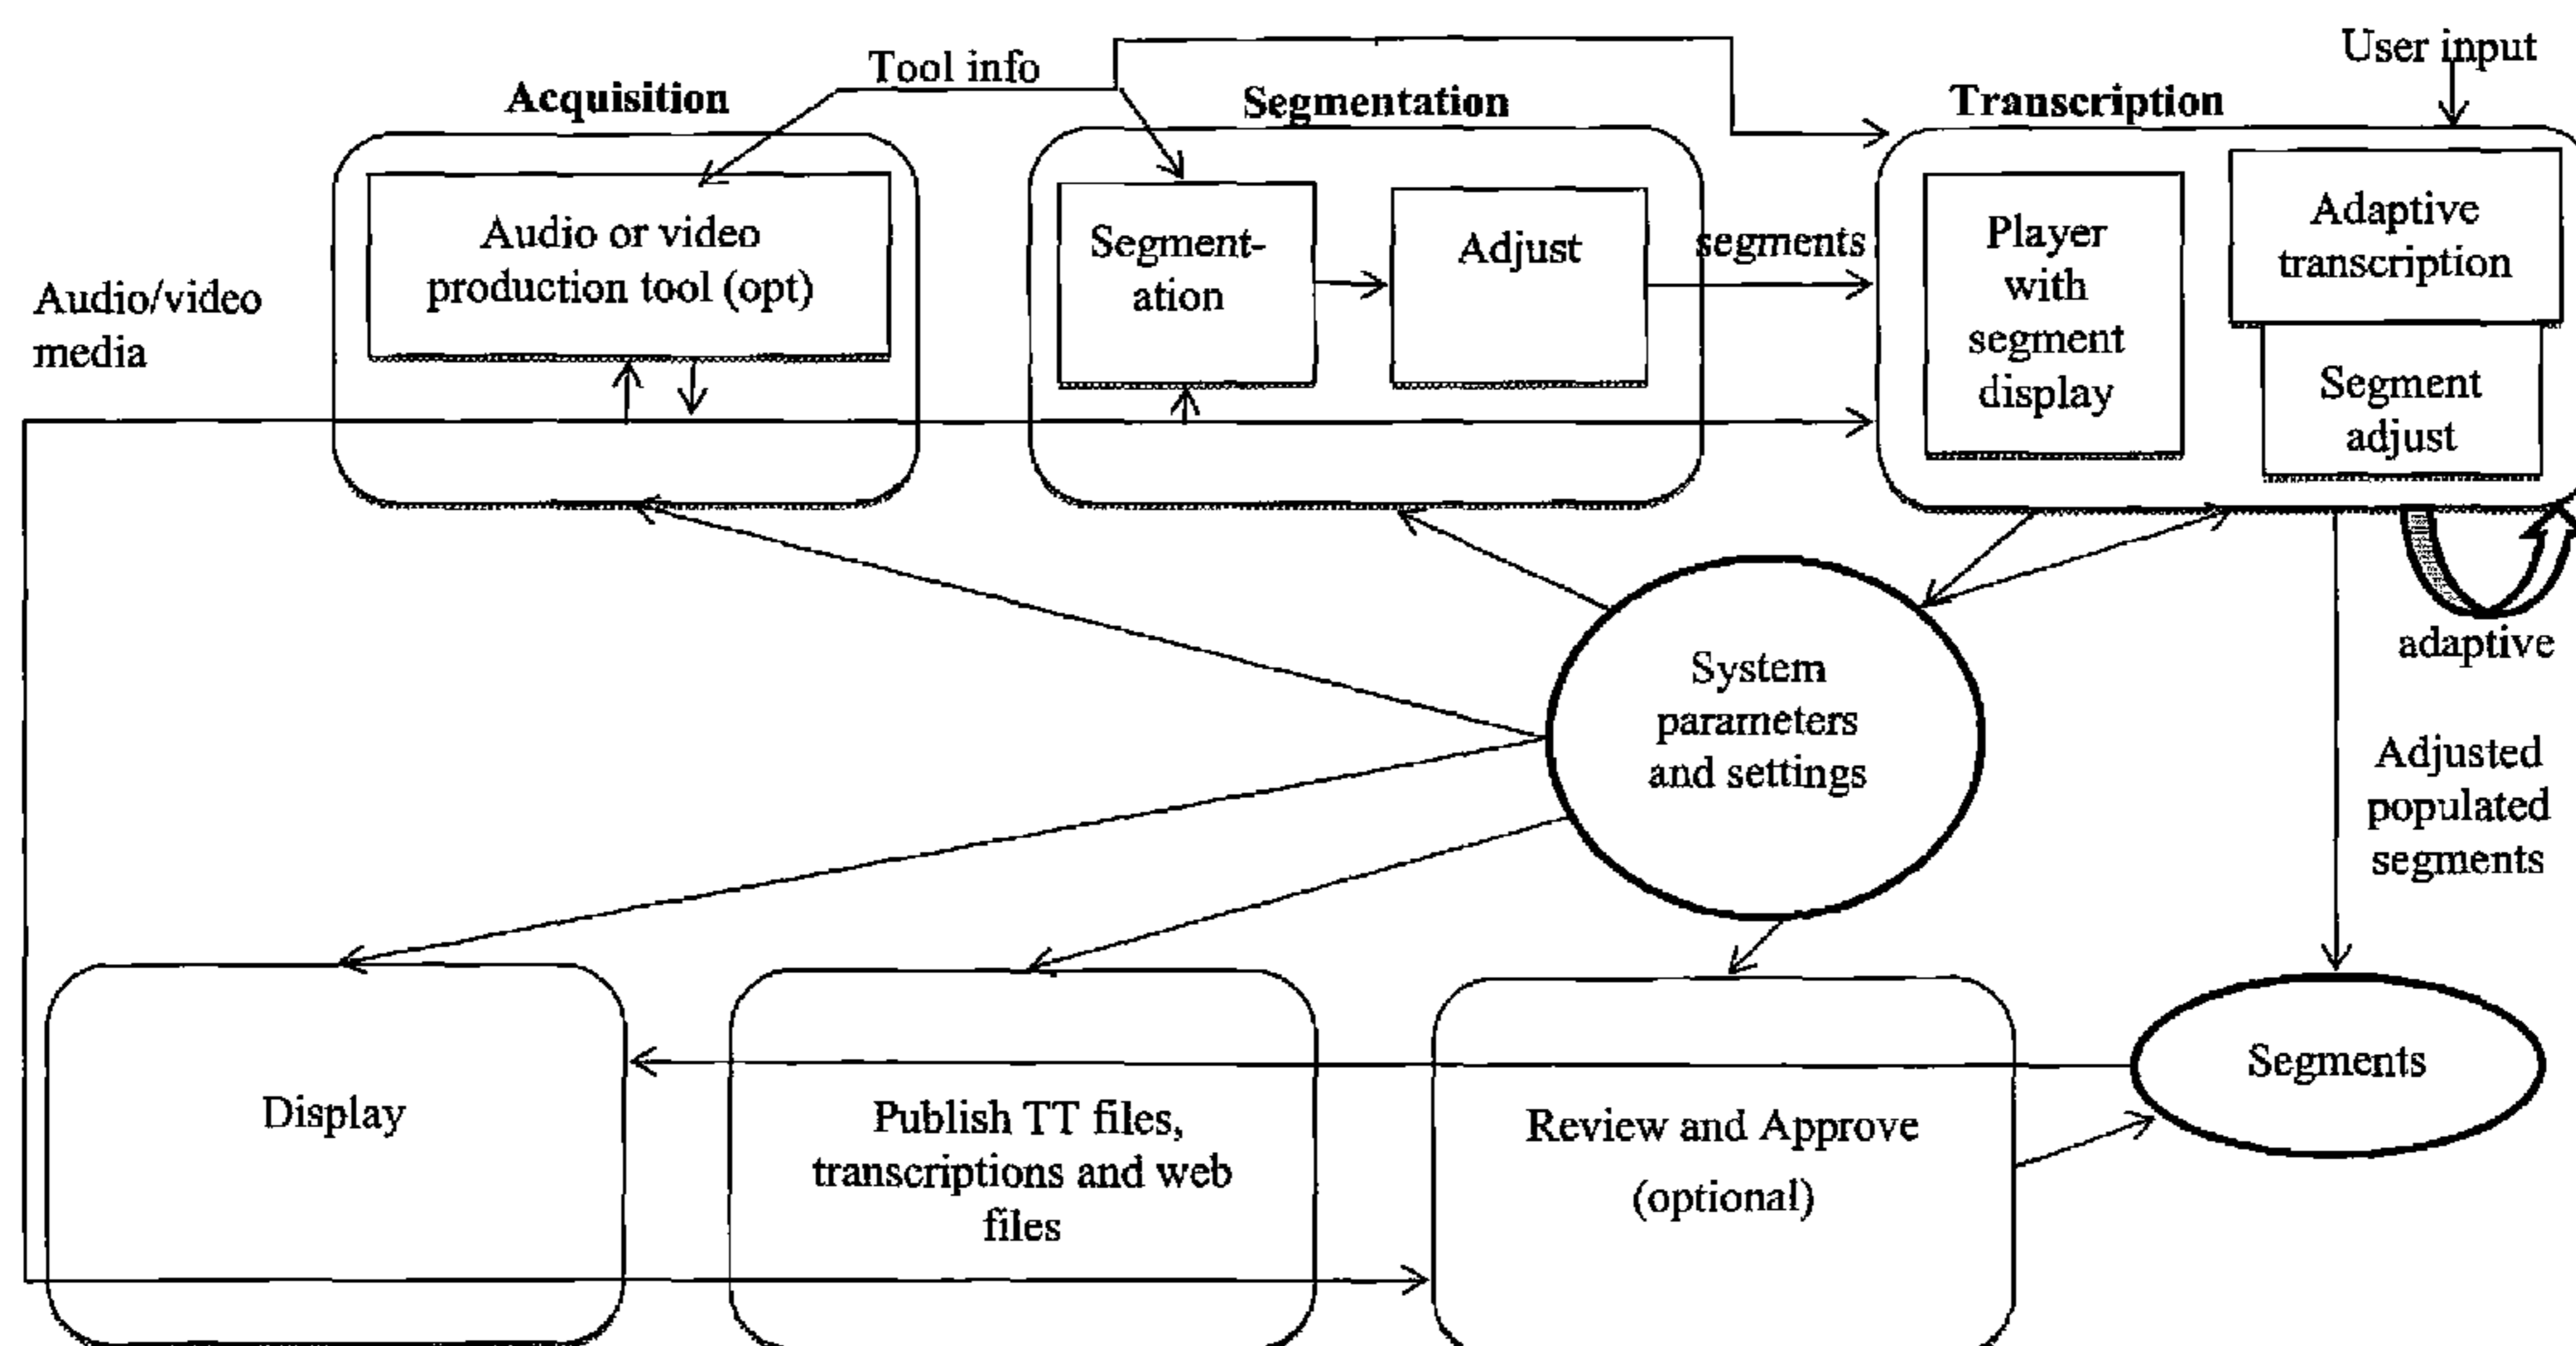 User input
Tool info
Acquisition
Segmentation
Transcription
Audio or video
production tool (opt)
Segment-
ation
Adjust
segments
Player
with
segment
display
Adaptive
transcription
Segment
adjust
Audio/video
media
adaptive
System
parameters
and settings
Adjusted
populated
segments
Display
Publish TT files,
transcriptions and web
files
Review and Approve
(optional)
Segments